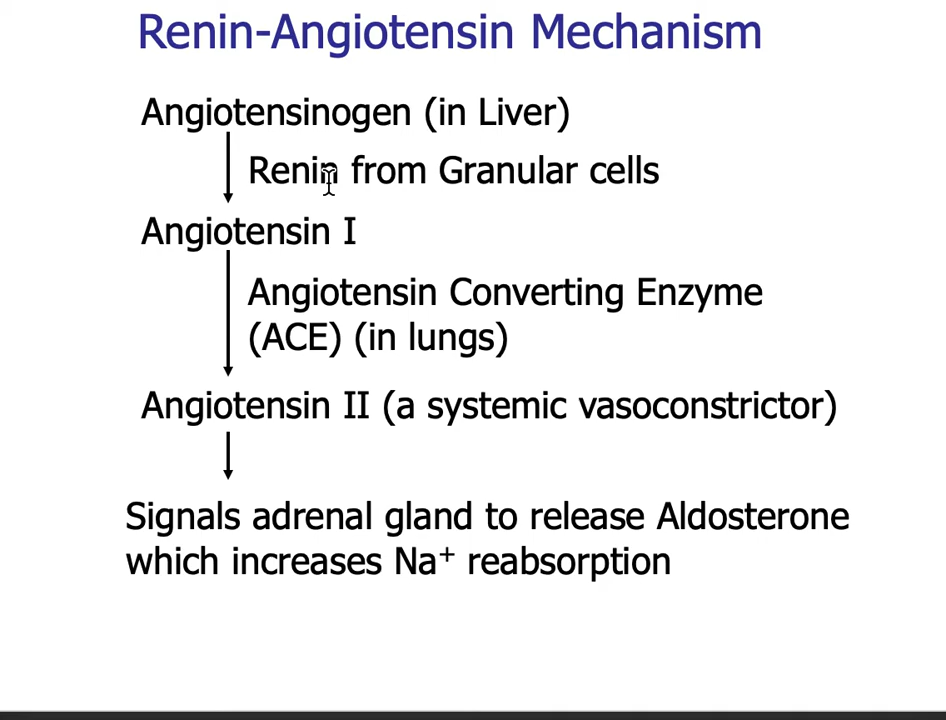 Renin-Angiotensin Mechanism
Angiotensinogen (in Liver)
Renin from Granular cells
Angiotensin I
Angiotensin Converting Enzyme
(ACE) (in lungs)
Angiotensin II (a systemic vasoconstrictor)
Signals adrenal gland to release Aldosterone
which increases Na⁺ reabsorption